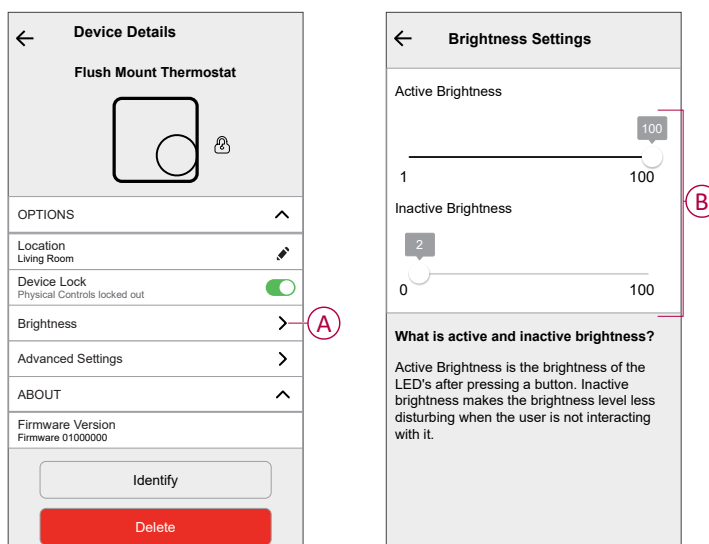 Device Details
Flush Mount Thermostat
OPTIONS
Location
Living Room
Device Lock
Physical Controls locked out
Brightness
A
Advanced Settings
ABOUT
Firmware Version
Firmware 01000000
Identify
Delete
Brightness Settings
Active Brightness
100
1 100
B
Inactive Brightness
2
0 100
What is active and inactive brightness?
Active Brightness is the brightness of the
LED's after pressing a button. Inactive
brightness makes the brightness level less
disturbing when the user is not interacting
with it.